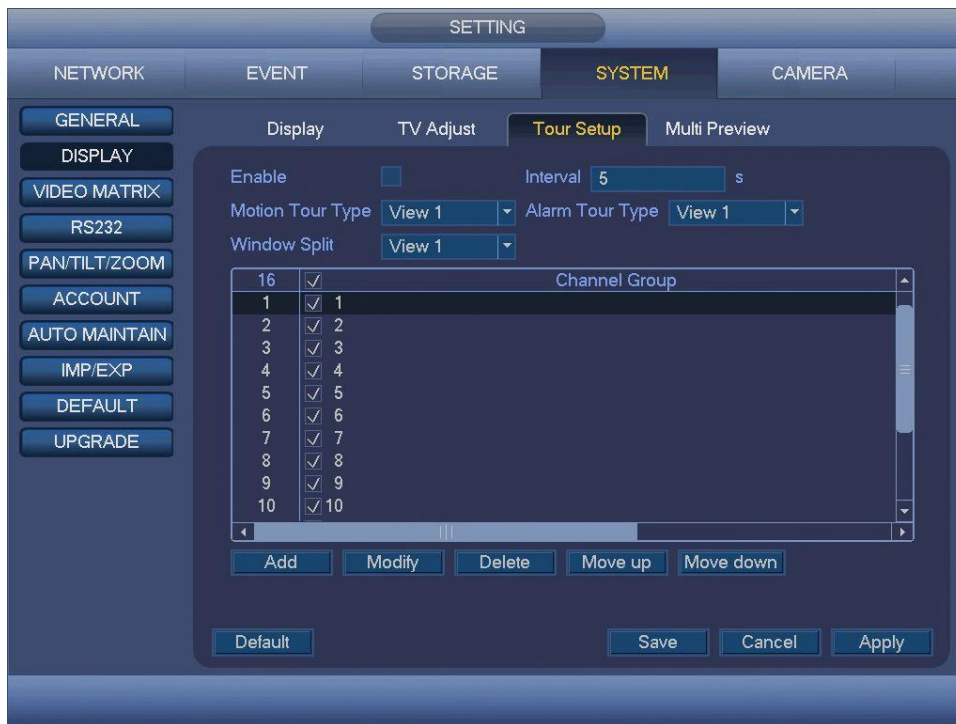 SETTING
NETWORK EVENT STORAGE SYSTEM CAMERA
GENERAL
DISPLAY
VIDEO MATRIX
RS232
PAN/TILT/ZOOM
ACCOUNT
AUTO MAINTAIN
IMP/EXP
DEFAULT
UPGRADE
Display TV Adjust Tour Setup Multi Preview
Enable Interval 5 s
Motion Tour Type View 1 Alarm Tour Type View 1
Window Split View 1
16 Channel Group
1 1
2 2
3 3
4 4
5 5
6 6
7 7
8 8
9 9
10 10
Add Modify Delete Move up Move down
Default Save Cancel Apply